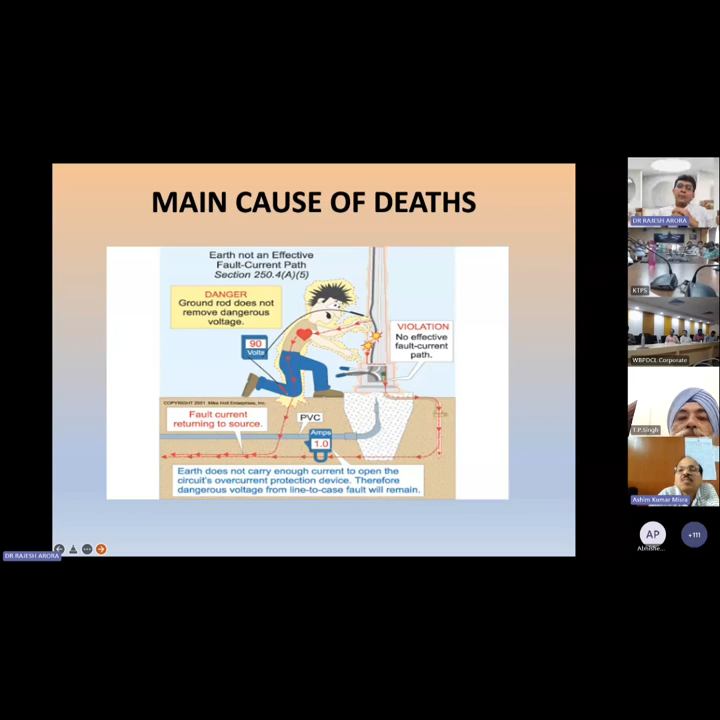 MAIN CAUSE OF DEATHS
Earth not an Effective
Fault-Current Path
Section 250.4(A)(5)
DANGER
Ground rod does not
remove dangerous
voltage.
90
Volts
VIOLATION
No effective
fault-current
path.
COPYRIGHT 2001 Mike Holt Enterprises, Inc.
Fault current
returning to source.
PVC
Amps
1.0
Earth does not carry enough current to open the
circuit's overcurrent protection device. Therefore
dangerous voltage from line-to-case fault will remain.
DR RAJESH ARORA
DR RAJESH ARORA
KTPS
WBPDCL-Corporate
T.P.Singh
Ashim Kumar Misra
AP
Abhishe...
+111